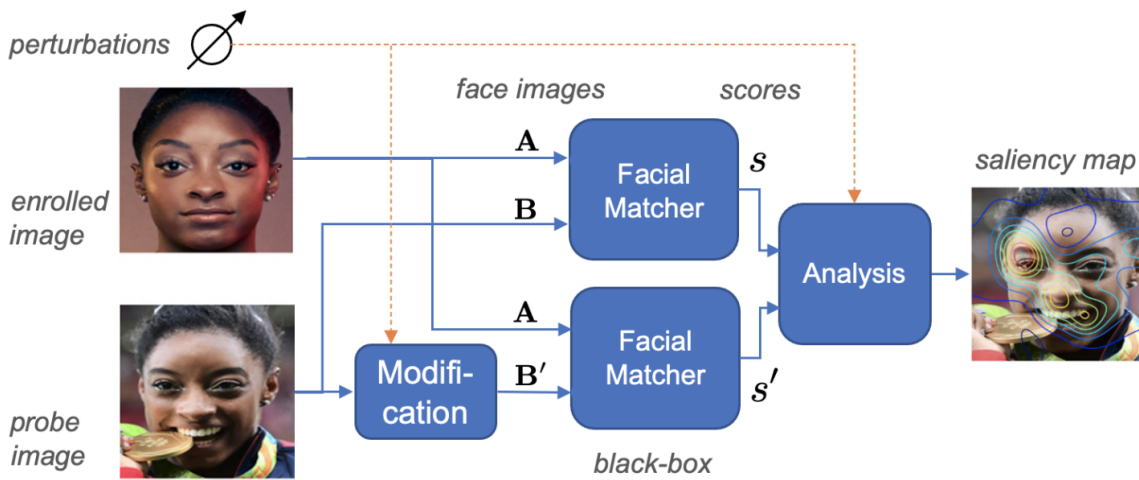 perturbations
face images
scores
enrolled
image
A
B
Facial
Matcher
s
saliency map
Analysis
probe
image
Modifi-
cation
A
B′
Facial
Matcher
s′
black-box